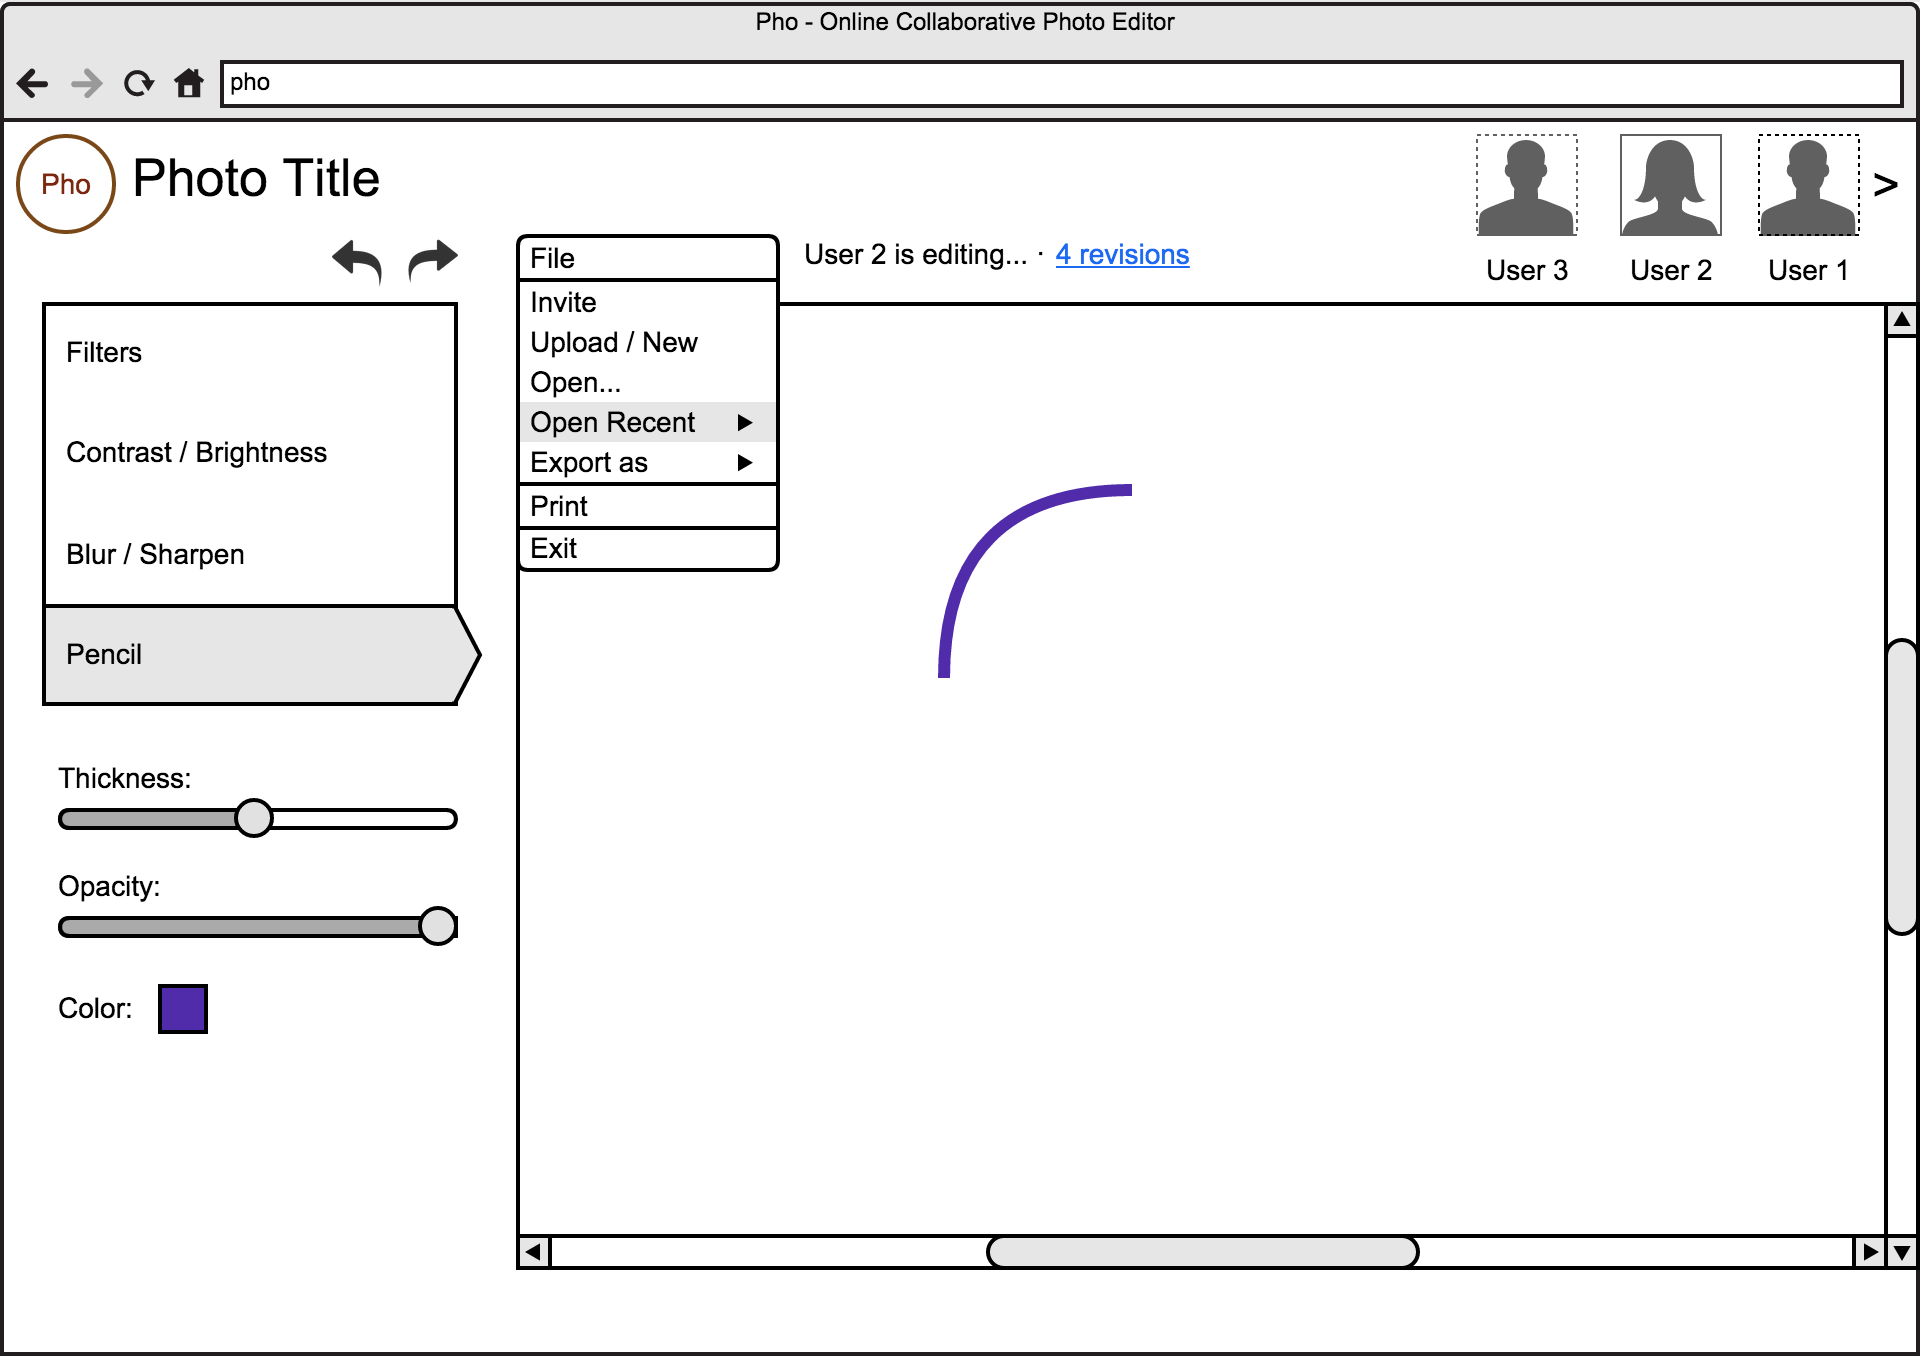 Pho - Online Collaborative Photo Editor
pho
Pho
Photo Title
>
User 3
User 2
User 1
File
User 2 is editing... · 4 revisions
Invite
Upload / New
Open...
Open Recent
Export as
Print
Exit
Filters
Contrast / Brightness
Blur / Sharpen
Pencil
Thickness:
Opacity:
Color: